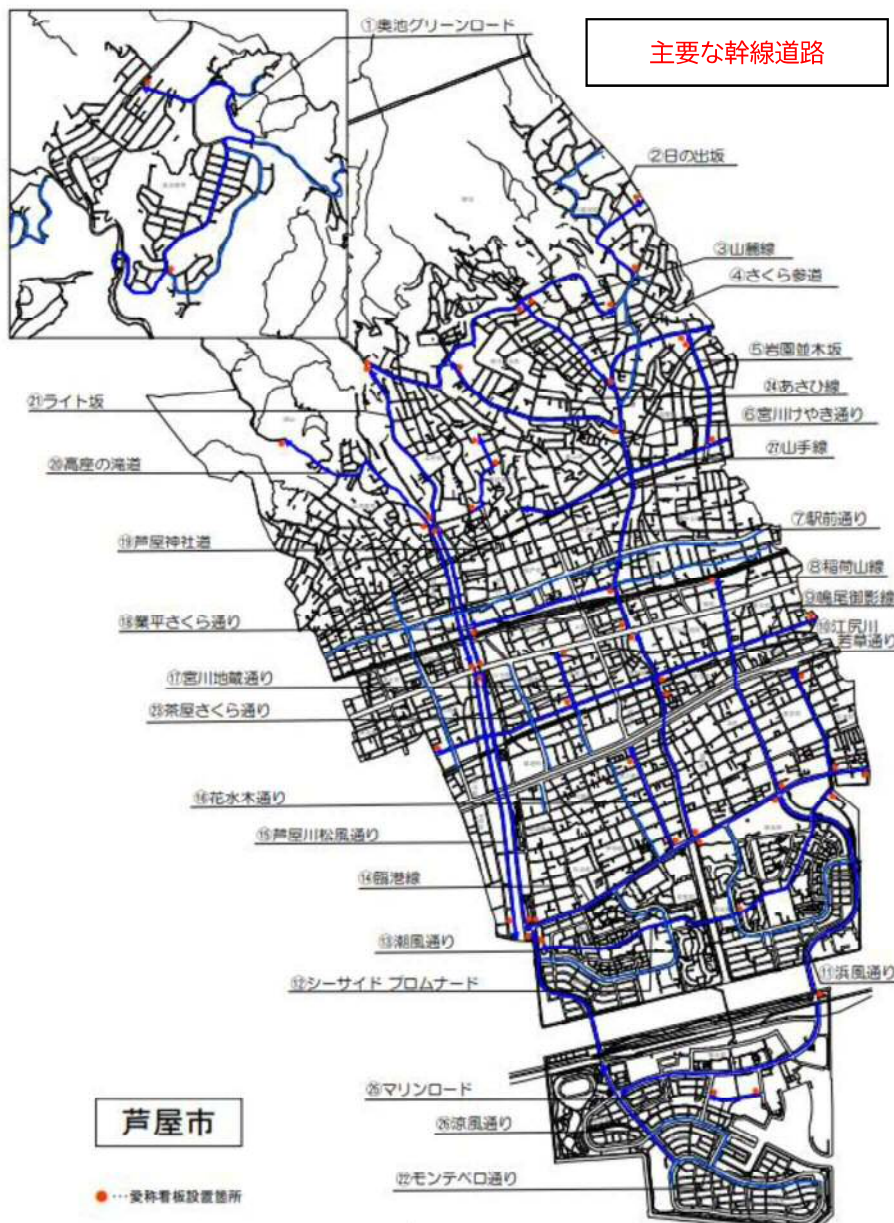 主要な幹線道路
①奥池グリーンロード
②日の出坂
③山麓線
④さくら参道
⑤岩園並木坂
㉔あさひ線
⑥宮川けやき通り
㉗山手線
⑦駅前通り
⑧稲荷山線
⑨鳴尾御影線
⑩江尻川
若草通り
㉑ライト坂
⑳高座の滝道
⑲芦屋神社道
⑱業平さくら通り
⑰宮川地蔵通り
㉓茶屋さくら通り
⑯花水木通り
⑮芦屋川松風通り
⑭臨港線
⑬潮風通り
⑫シーサイド プロムナード
⑪浜風通り
㉕マリンロード
㉖涼風通り
㉒モンテベロ通り
芦屋市
●…愛称看板設置箇所